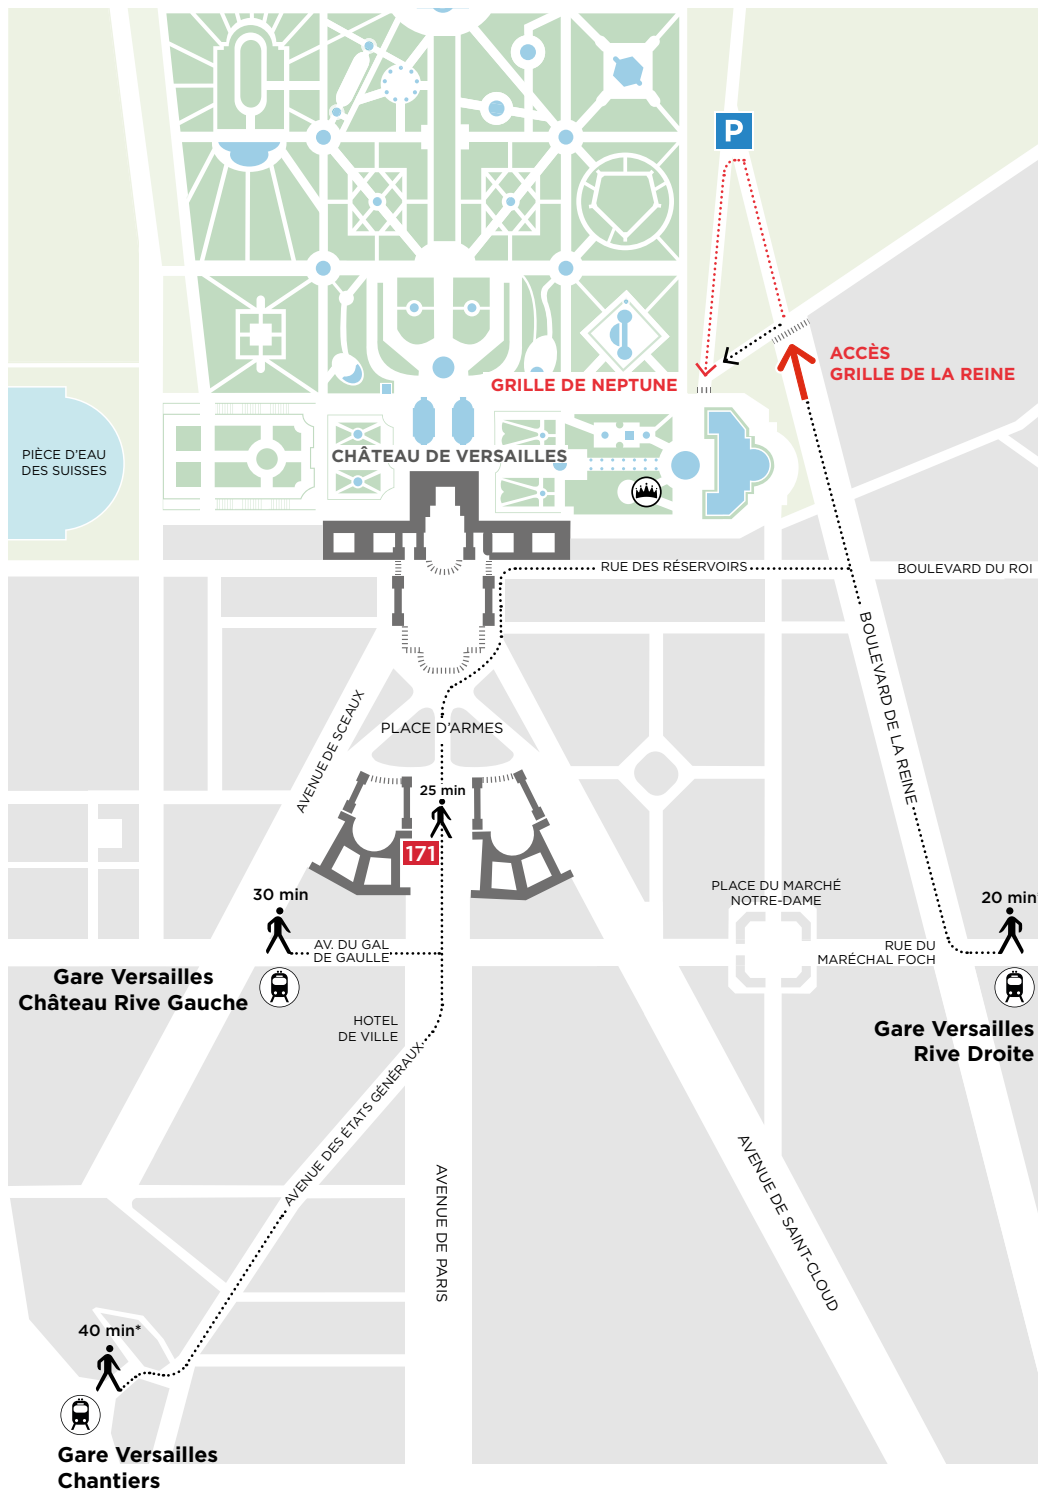 P
ACCÈS
GRILLE DE LA REINE
GRILLE DE NEPTUNE
PIÈCE D'EAU
DES SUISSES
CHÂTEAU DE VERSAILLES
RUE DES RÉSERVOIRS
BOULEVARD DU ROI
BOULEVARD DE LA REINE
AVENUE DE SCEAUX
PLACE D'ARMES
25 min
171
30 min
AV. DU GAL
DE GAULLE
Gare Versailles
Château Rive Gauche
PLACE DU MARCHÉ
NOTRE-DAME
20 min*
RUE DU
MARÉCHAL FOCH
Gare Versailles
Rive Droite
HOTEL
DE VILLE
AVENUE DES ÉTATS GÉNÉRAUX
AVENUE DE PARIS
AVENUE DE SAINT-CLOUD
40 min*
Gare Versailles
Chantiers